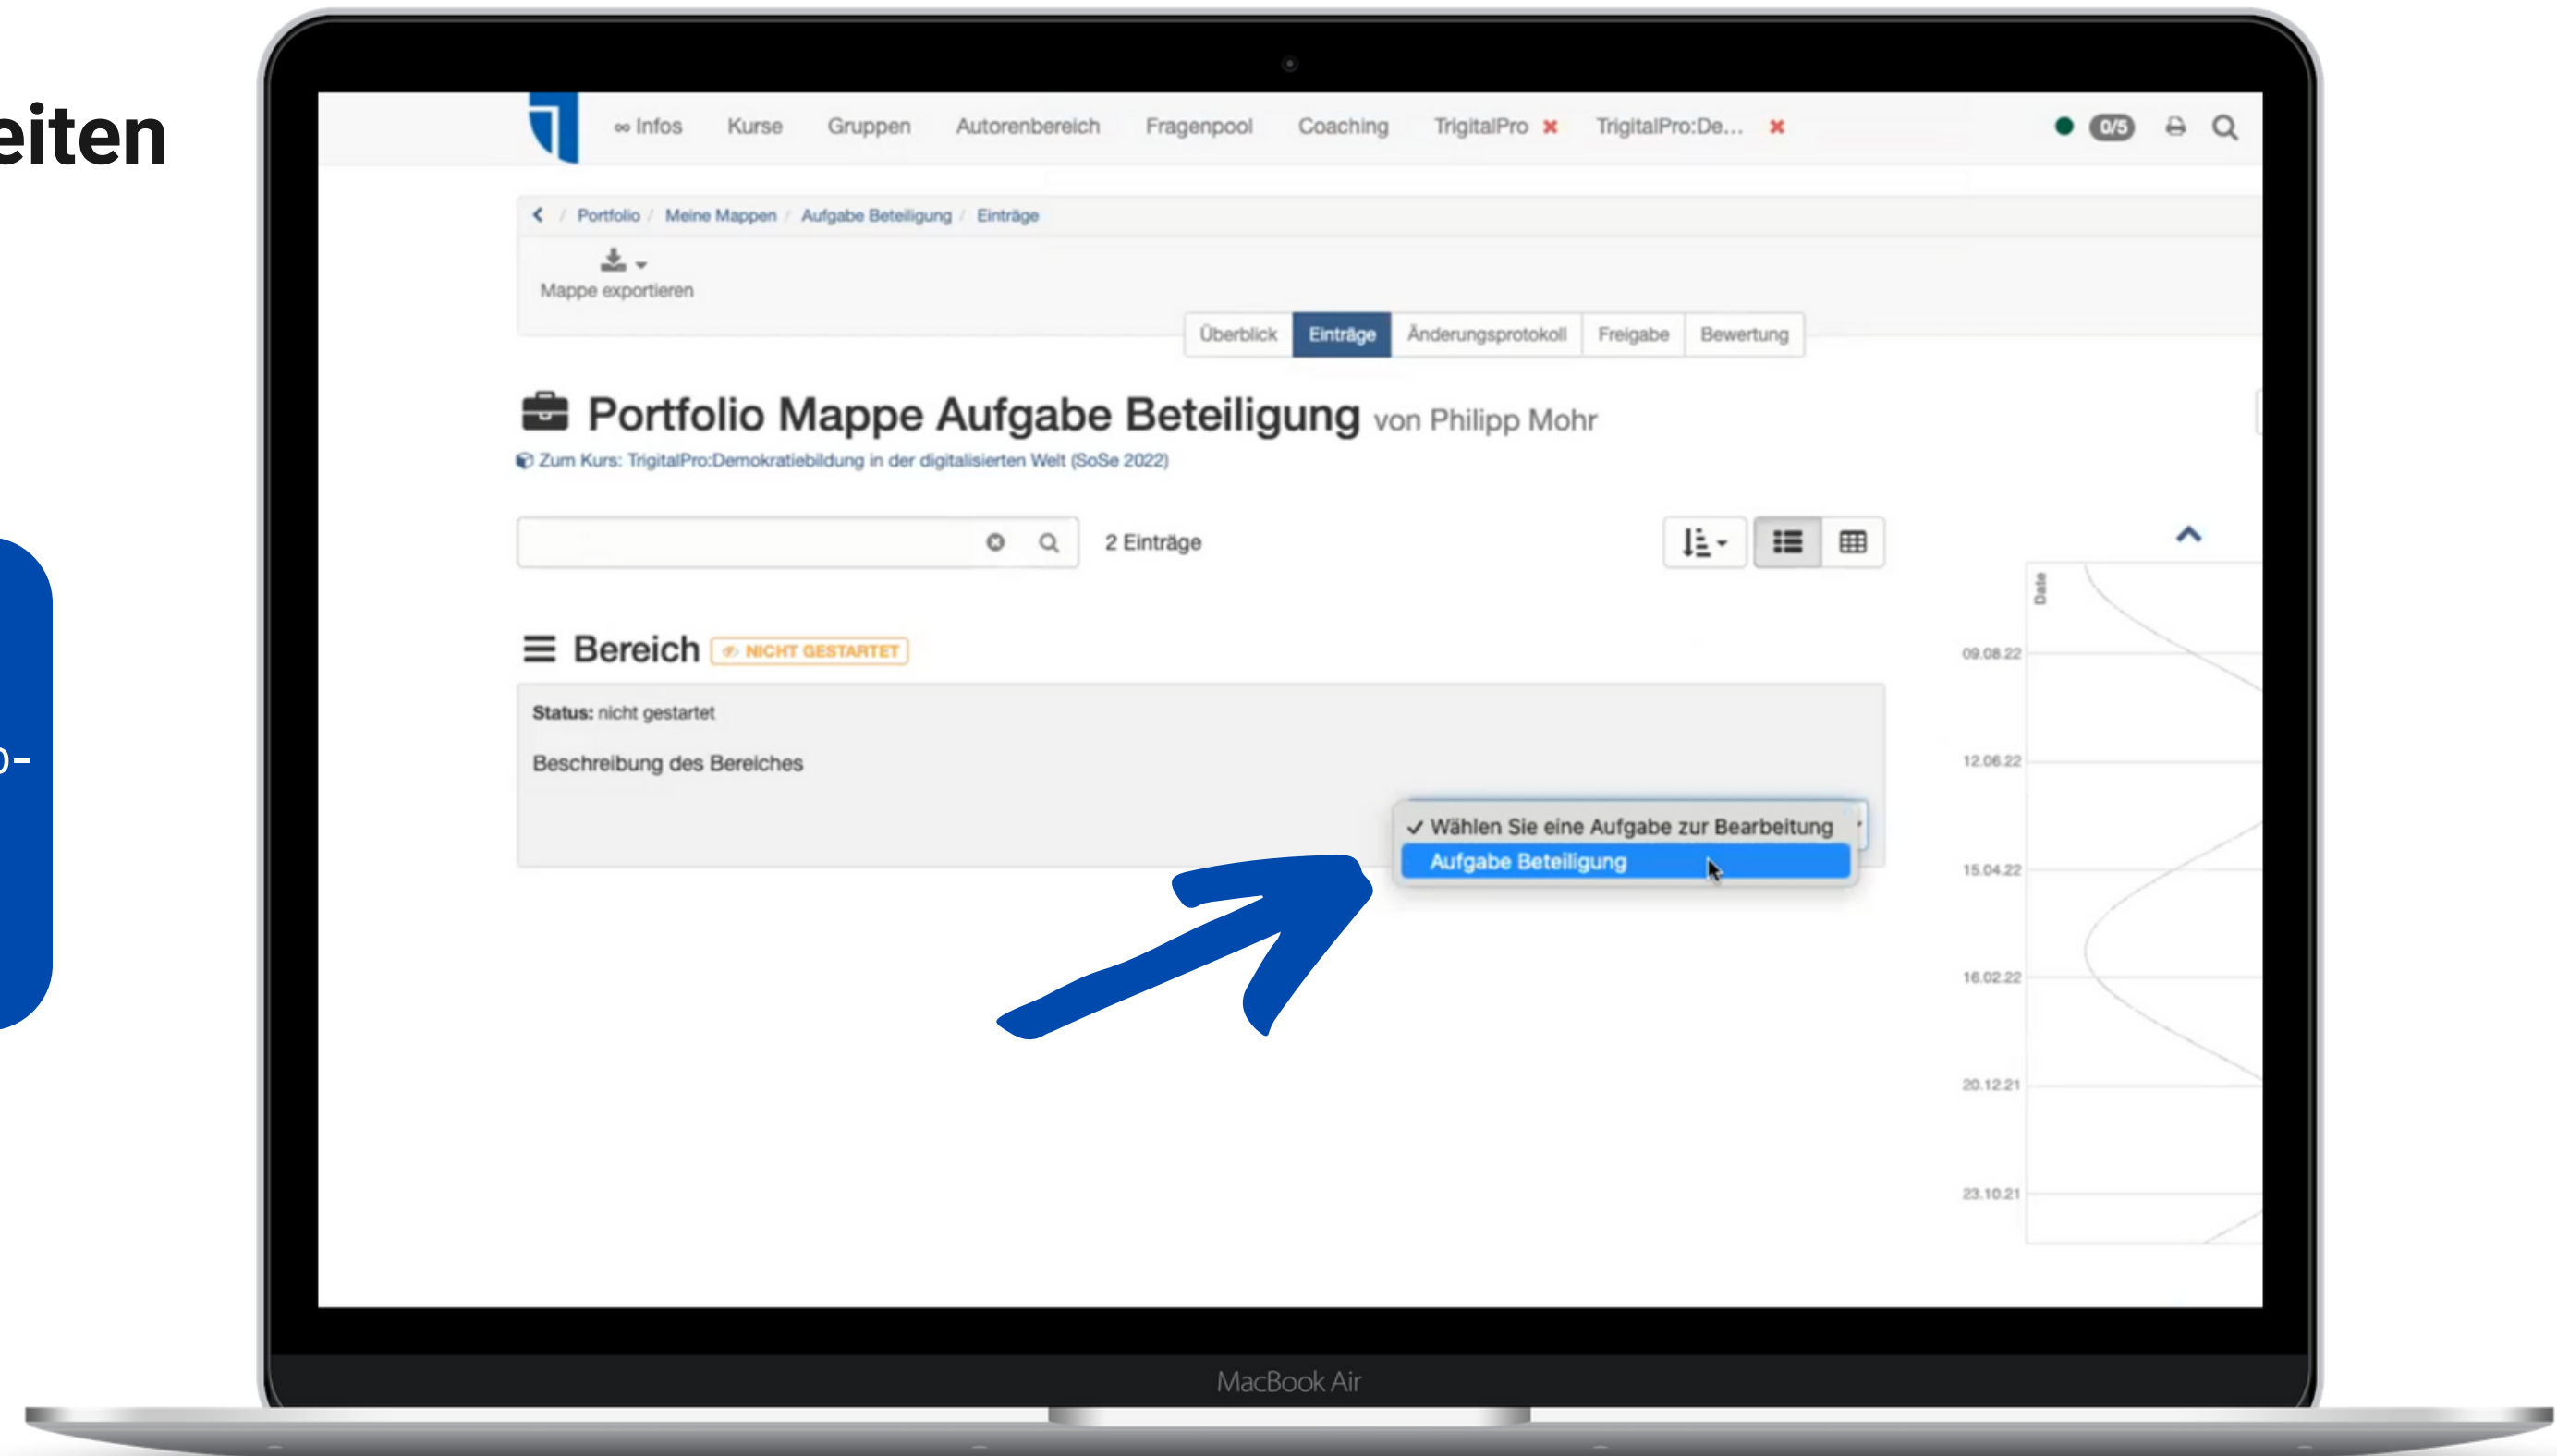 eiten
∞ Infos Kurse Gruppen Autorenbereich Fragenpool Coaching TrigitalPro TrigitalPro:De... 0/5
/ Portfolio / Meine Mappen / Aufgabe Beteiligung / Einträge
Mappe exportieren
Überblick Einträge Änderungsprotokoll Freigabe Bewertung
Portfolio Mappe Aufgabe Beteiligung von Philipp Mohr
Zum Kurs: TrigitalPro:Demokratiebildung in der digitalisierten Welt (SoSe 2022)
2 Einträge
Date
Bereich NICHT GESTARTET
09.08.22
Status: nicht gestartet
Beschreibung des Bereiches
12.06.22
Wählen Sie eine Aufgabe zur Bearbeitung
Aufgabe Beteiligung
15.04.22
16.02.22
20.12.21
23.10.21
MacBook Air